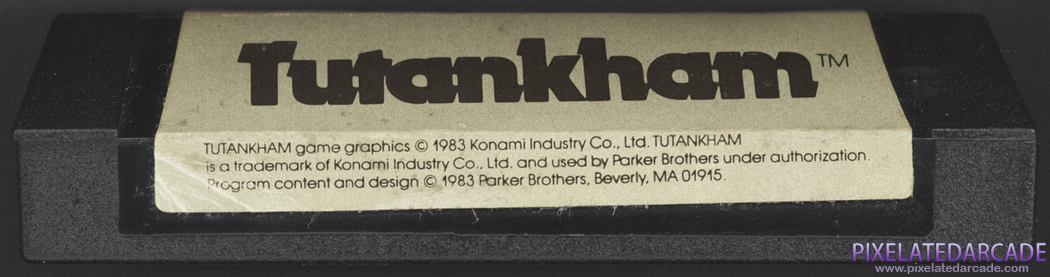 Tutankham™
TUTANKHAM game graphics © 1983 Konami Industry Co., Ltd. TUTANKHAM
is a trademark of Konami Industry Co., Ltd. and used by Parker Brothers under authorization.
Program content and design © 1983 Parker Brothers, Beverly, MA 01915.
PIXELATEDARCADE
www.pixelatedarcade.com